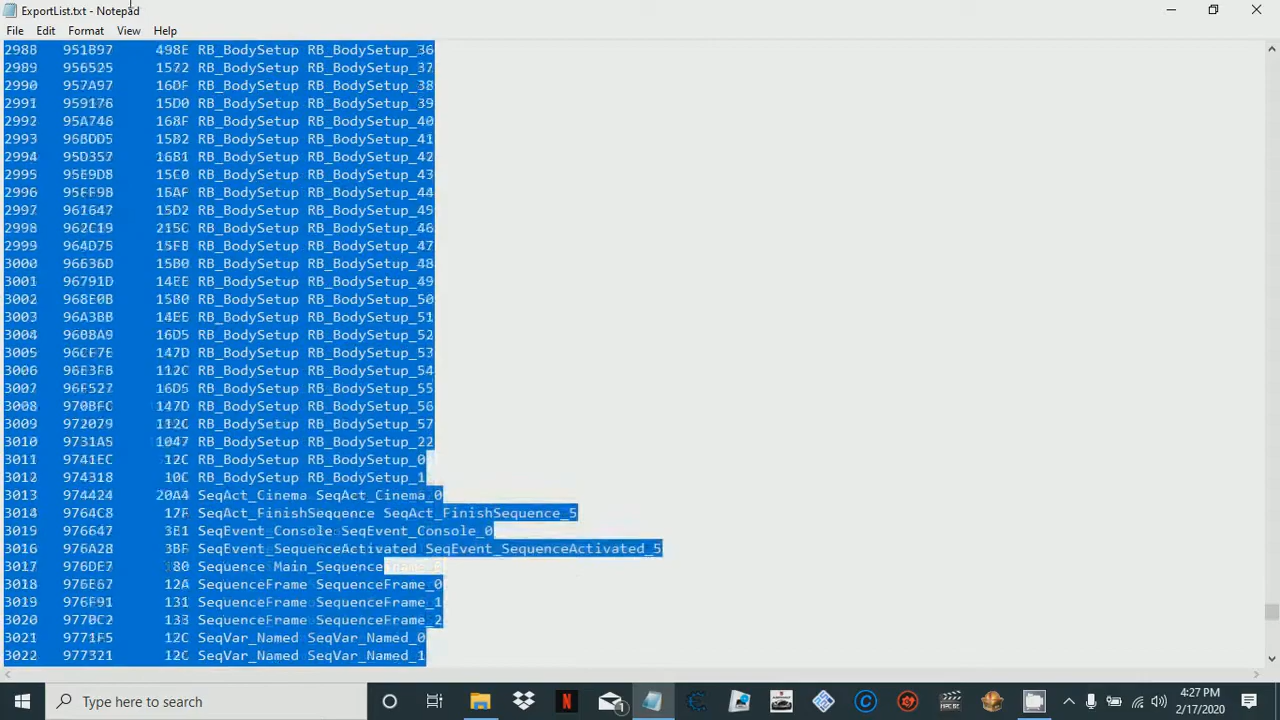 ExportList.txt - Notepad
File Edit Format View Help
2988 951B97 498E RB_BodySetup RB_BodySetup_36
2989 956525 1572 RB_BodySetup RB_BodySetup_37
2990 957A97 16DF RB_BodySetup RB_BodySetup_38
2991 959176 15D0 RB_BodySetup RB_BodySetup_39
2992 95A746 168F RB_BodySetup RB_BodySetup_40
2993 96BDD5 15B2 RB_BodySetup RB_BodySetup_41
2994 95D357 1681 RB_BodySetup RB_BodySetup_42
2995 95E9D8 15C0 RB_BodySetup RB_BodySetup_43
2996 95FF98 16AF RB_BodySetup RB_BodySetup_44
2997 961647 15D2 RB_BodySetup RB_BodySetup_49
2998 962C19 215C RB_BodySetup RB_BodySetup_46
2999 964D75 15FB RB_BodySetup RB_BodySetup_47
3000 96636D 15B0 RB_BodySetup RB_BodySetup_48
3001 96791D 14EE RB_BodySetup RB_BodySetup_49
3002 968E0B 15B0 RB_BodySetup RB_BodySetup_50
3003 96A3BB 14EE RB_BodySetup RB_BodySetup_51
3004 96B8A9 16D5 RB_BodySetup RB_BodySetup_52
3005 96CF7E 147D RB_BodySetup RB_BodySetup_53
3006 96E3FB 112C RB_BodySetup RB_BodySetup_54
3007 96F527 16D5 RB_BodySetup RB_BodySetup_55
3008 970BFC 147D RB_BodySetup RB_BodySetup_56
3009 972079 112C RB_BodySetup RB_BodySetup_57
3010 9731A5 1047 RB_BodySetup RB_BodySetup_22
3011 9741EC 12C RB_BodySetup RB_BodySetup_0
3012 974318 10C RB_BodySetup RB_BodySetup_1
3013 974424 20A4 SeqAct_Cinema SeqAct_Cinema_0
3014 9764C8 17F SeqAct_FinishSequence SeqAct_FinishSequence_5
3019 976647 3E1 SeqEvent_Console SeqEvent_Console_0
3016 976A28 3BF SeqEvent_SequenceActivated SeqEvent_SequenceActivated_5
3017 976DE7 80 Sequence Main_Sequence
3018 976E67 12A SequenceFrame SequenceFrame_0
3019 976F91 131 SequenceFrame SequenceFrame_1
3020 9770C2 133 SequenceFrame SequenceFrame_2
3021 9771F5 12C SeqVar_Named SeqVar_Named_0
3022 977321 12C SeqVar_Named SeqVar_Named_1
Type here to search
1
4:27 PM
2/17/2020